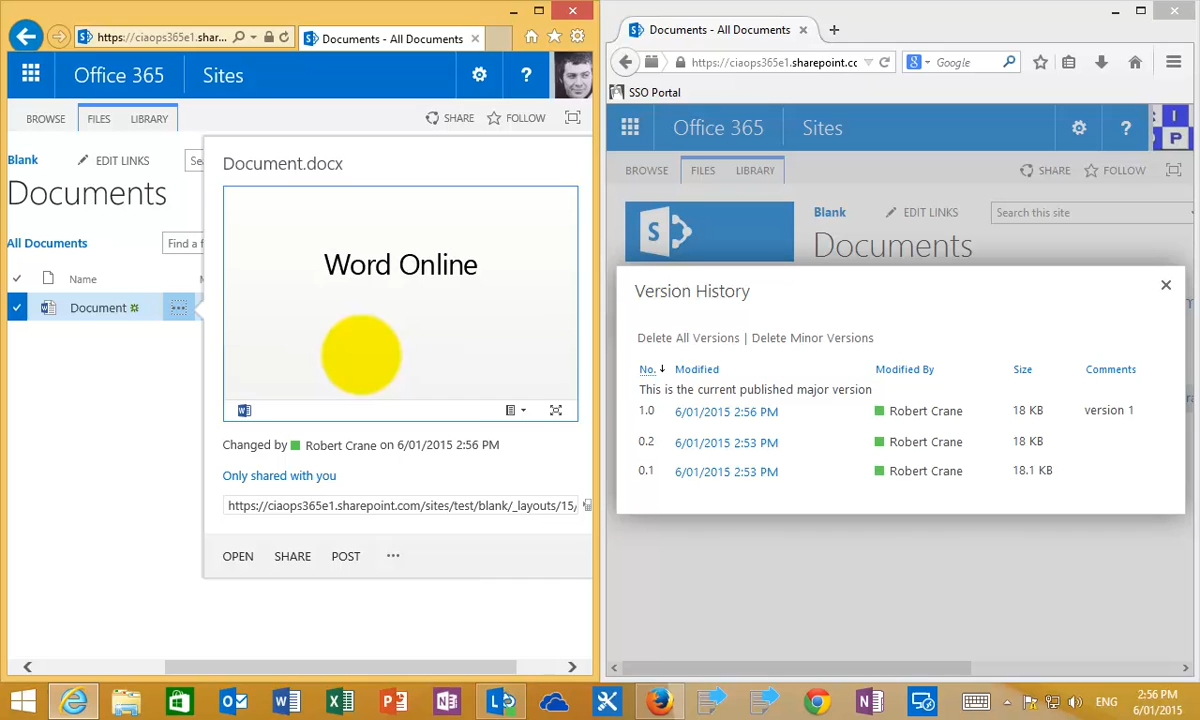 https://ciaops365e1.shar...
Documents - All Documents
Office 365
Sites
?
BROWSE
FILES
LIBRARY
SHARE
FOLLOW
Blank
EDIT LINKS
Documents
All Documents
Find a f
Name
Document
...
Document.docx
Word Online
Changed by Robert Crane on 6/01/2015 2:56 PM
Only shared with you
https://ciaops365e1.sharepoint.com/sites/test/blank/_layouts/15/
OPEN
SHARE
POST
...
Documents - All Documents
https://ciaops365e1.sharepoint.cc
Google
SSO Portal
Office 365
Sites
?
I
P
BROWSE
FILES
LIBRARY
SHARE
FOLLOW
S
Blank
EDIT LINKS
Search this site
Documents
Version History
Delete All Versions | Delete Minor Versions
No. Modified Modified By Size Comments
This is the current published major version
1.0 6/01/2015 2:56 PM Robert Crane 18 KB version 1
0.2 6/01/2015 2:53 PM Robert Crane 18 KB
0.1 6/01/2015 2:53 PM Robert Crane 18.1 KB
ENG
2:56 PM
6/01/2015